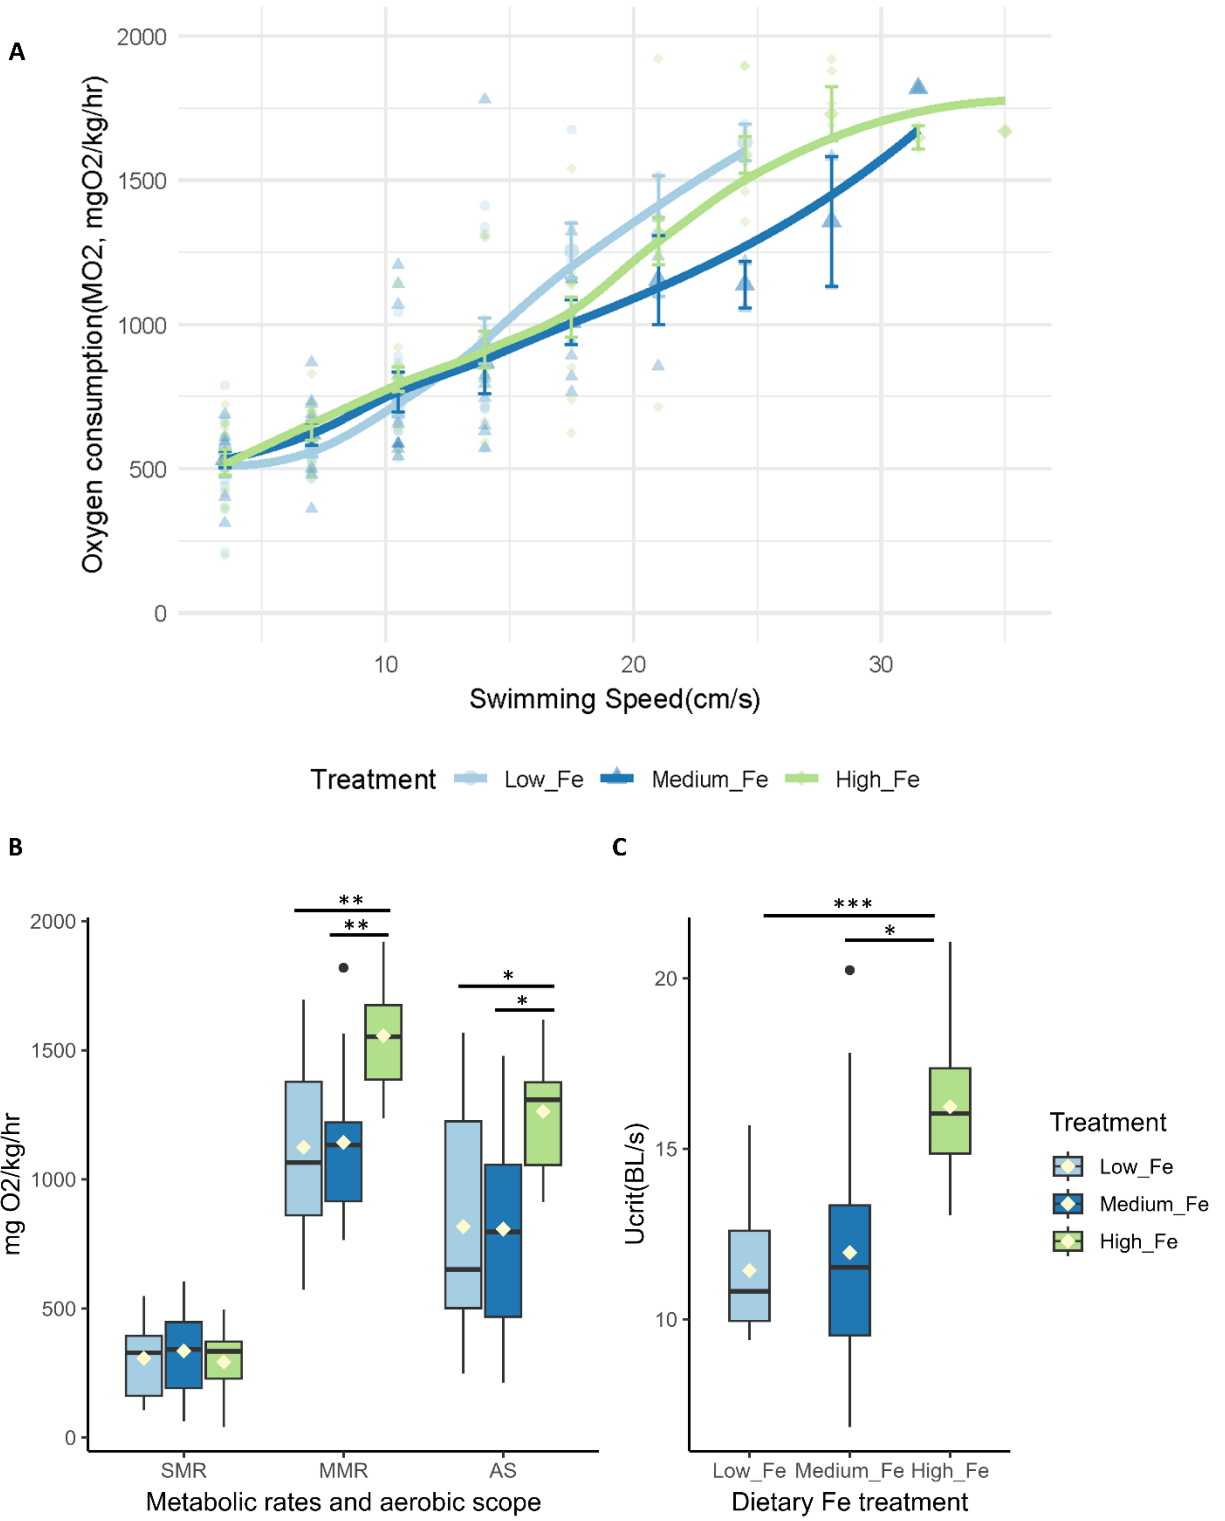 A
2000
1500
1000
500
0
Oxygen consumption(MO2, mgO2/kg/hr)
10 20 30
Swimming Speed(cm/s)
Treatment Low_Fe Medium_Fe High_Fe
B
2000
1500
1000
500
0
mg O2/kg/hr
**
**
*
*
SMR MMR AS
Metabolic rates and aerobic scope
C
20
15
10
Ucrit(BL/s)
***
*
Low_Fe Medium_Fe High_Fe
Dietary Fe treatment
Treatment
Low_Fe
Medium_Fe
High_Fe